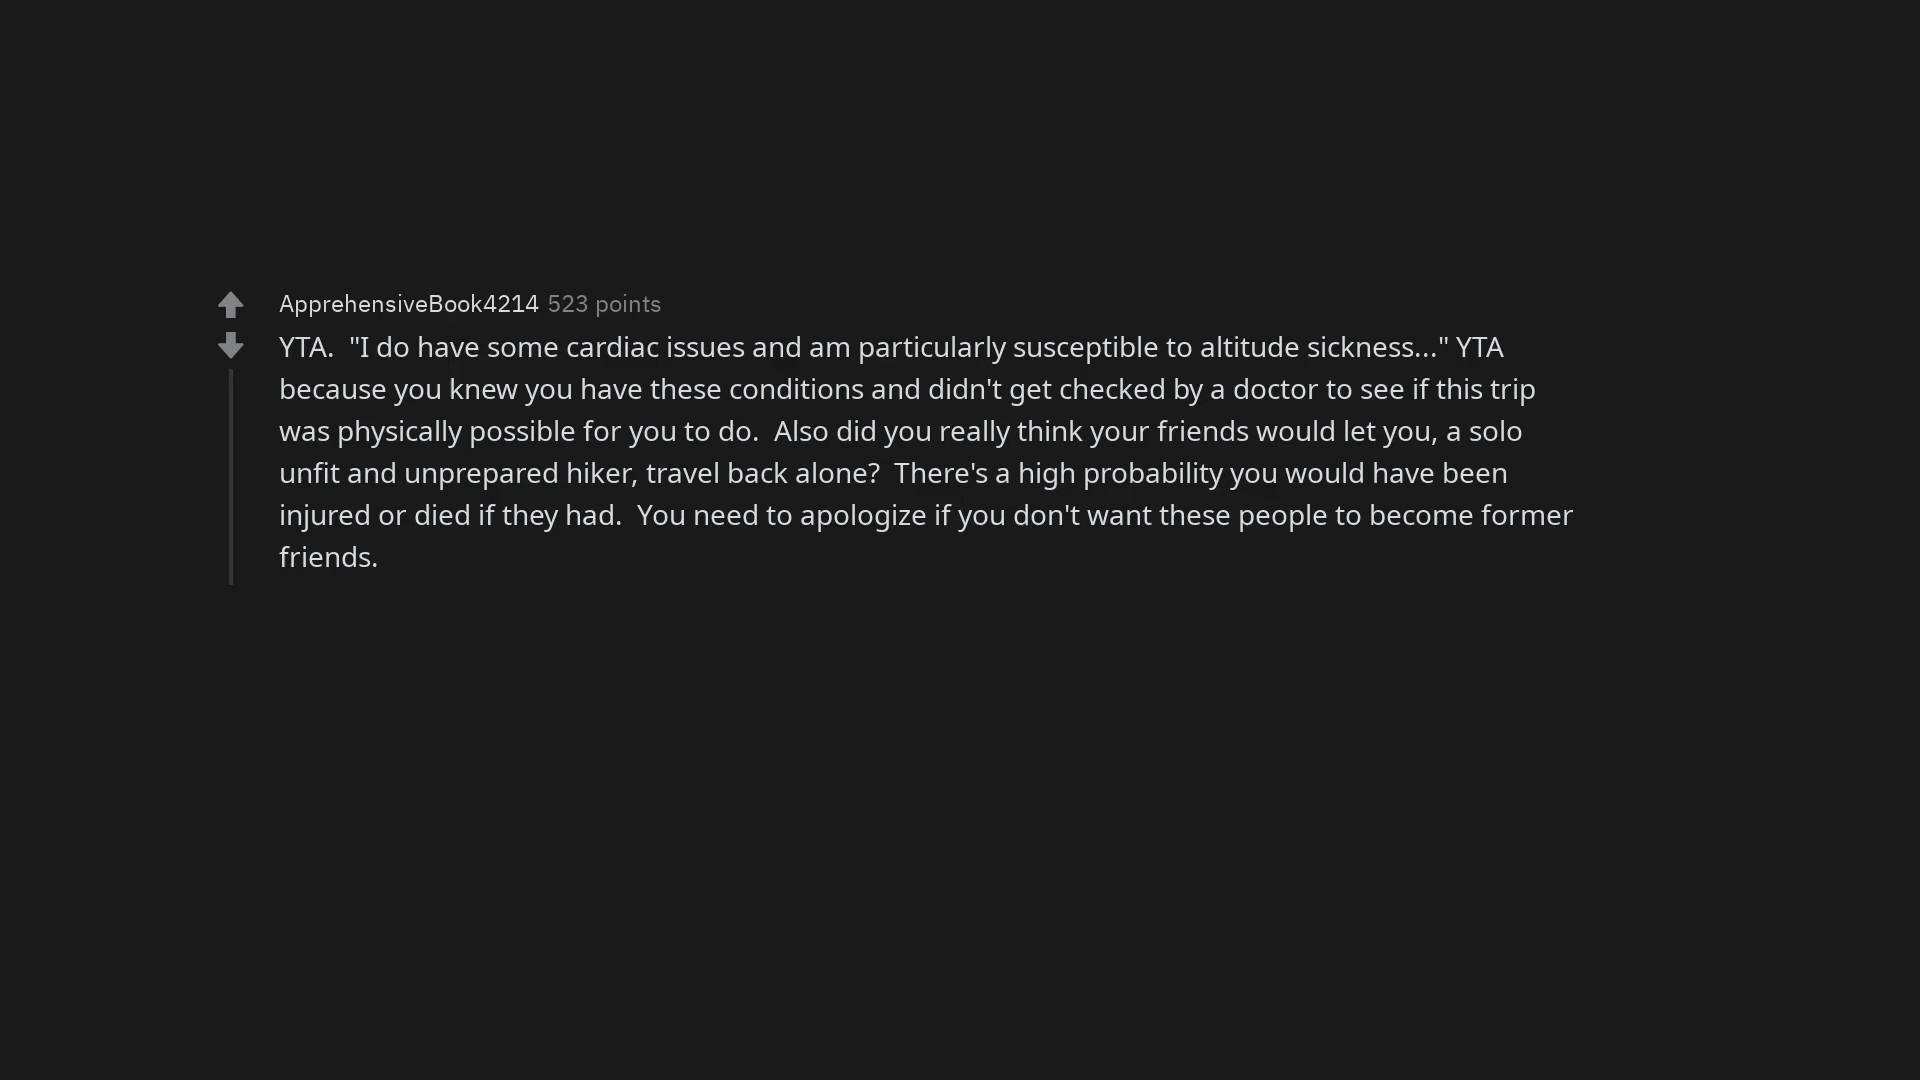 ApprehensiveBook4214 523 points
YTA.  "I do have some cardiac issues and am particularly susceptible to altitude sickness..." YTA
because you knew you have these conditions and didn't get checked by a doctor to see if this trip
was physically possible for you to do.  Also did you really think your friends would let you, a solo
unfit and unprepared hiker, travel back alone?  There's a high probability you would have been
injured or died if they had.  You need to apologize if you don't want these people to become former
friends.